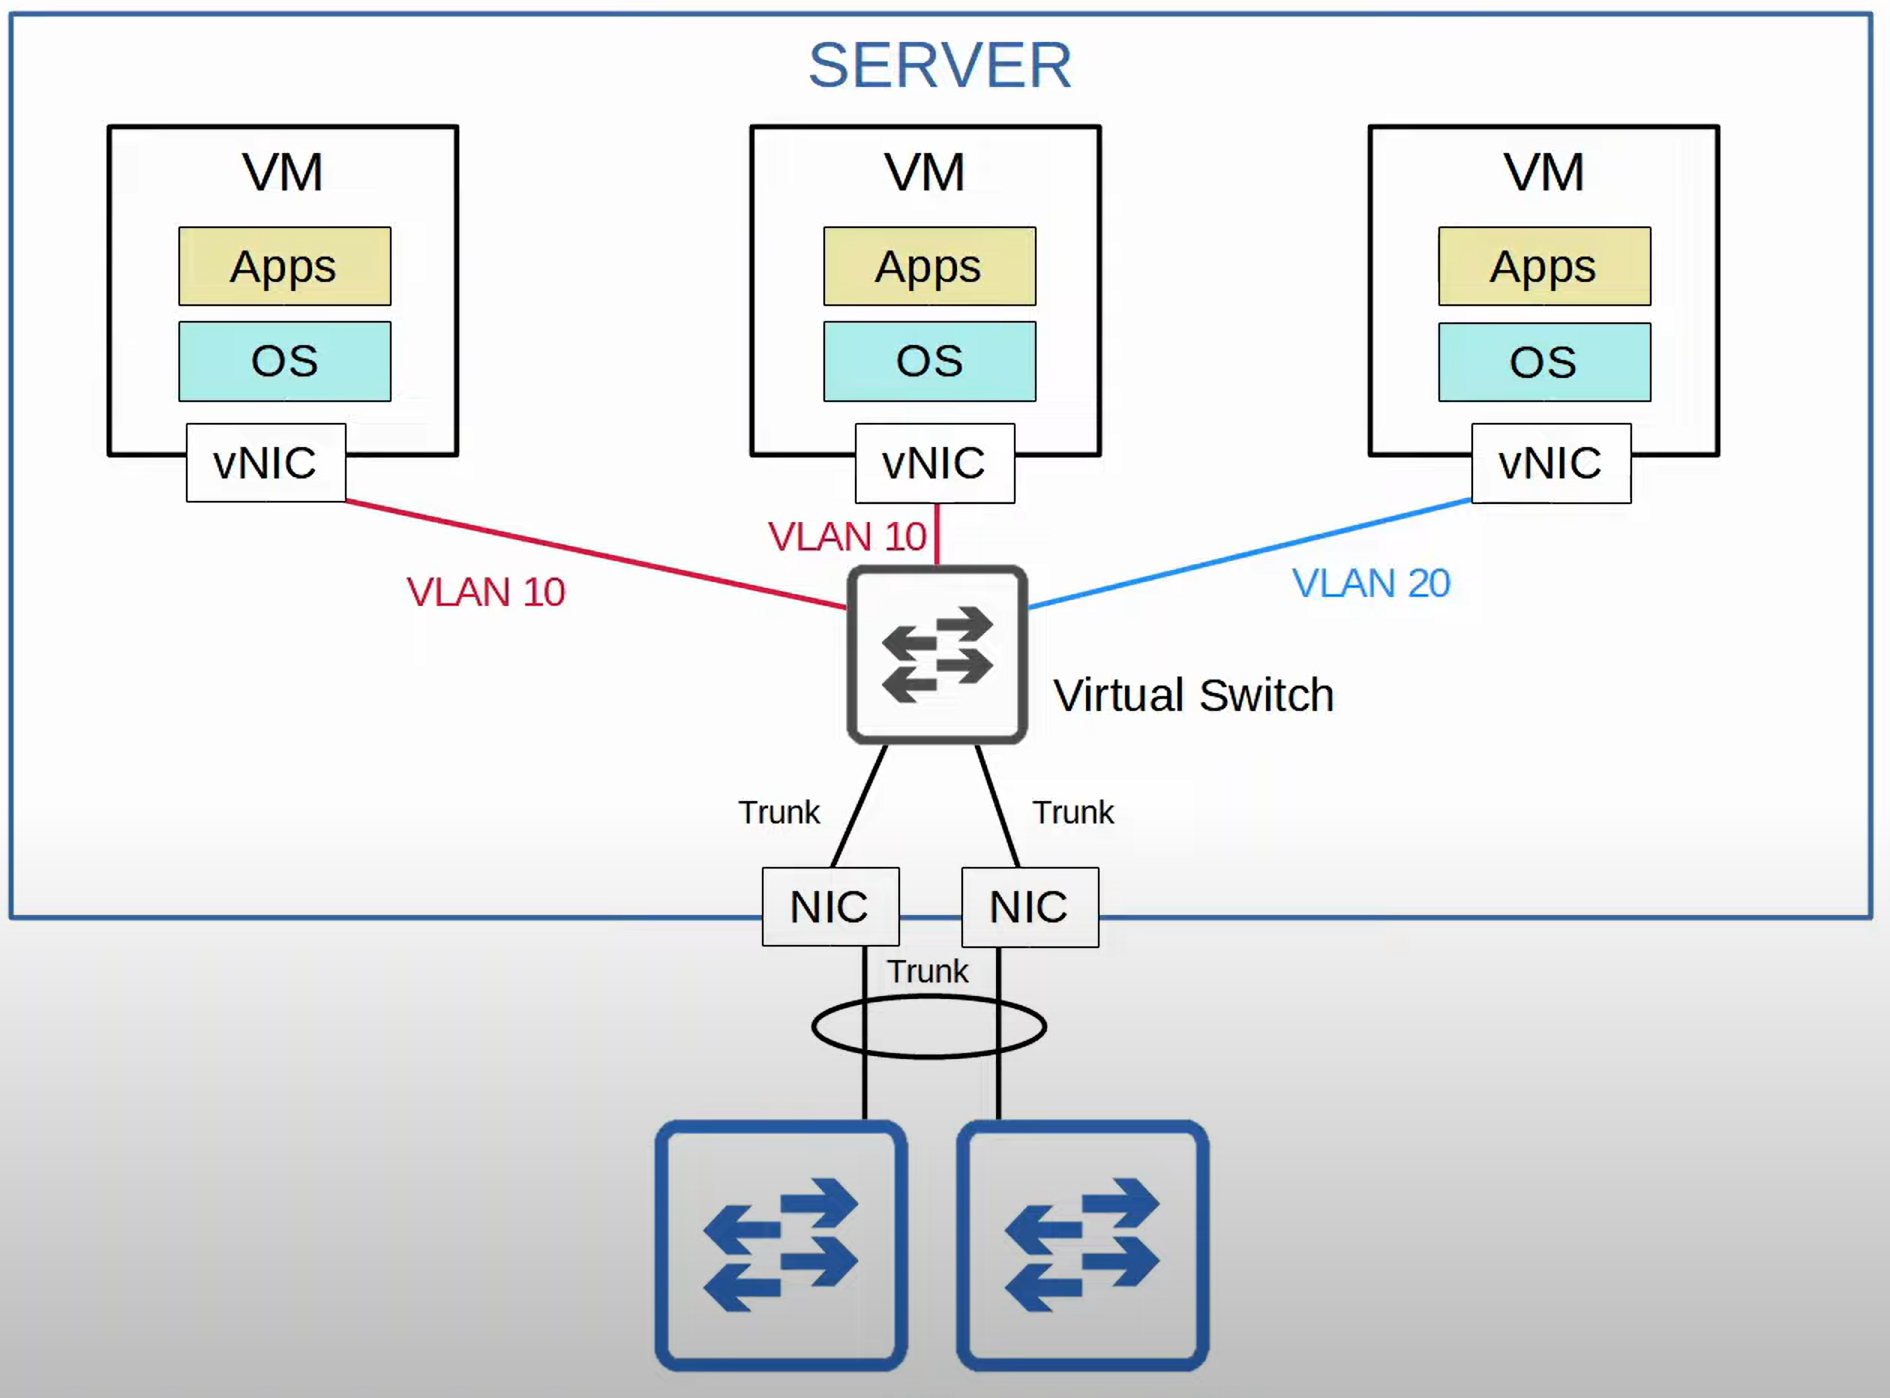 SERVER
VM
VM
VM
Apps
Apps
Apps
OS
OS
OS
vNIC
vNIC
vNIC
VLAN 10
VLAN 10
VLAN 20
Virtual Switch
Trunk
Trunk
NIC
NIC
Trunk